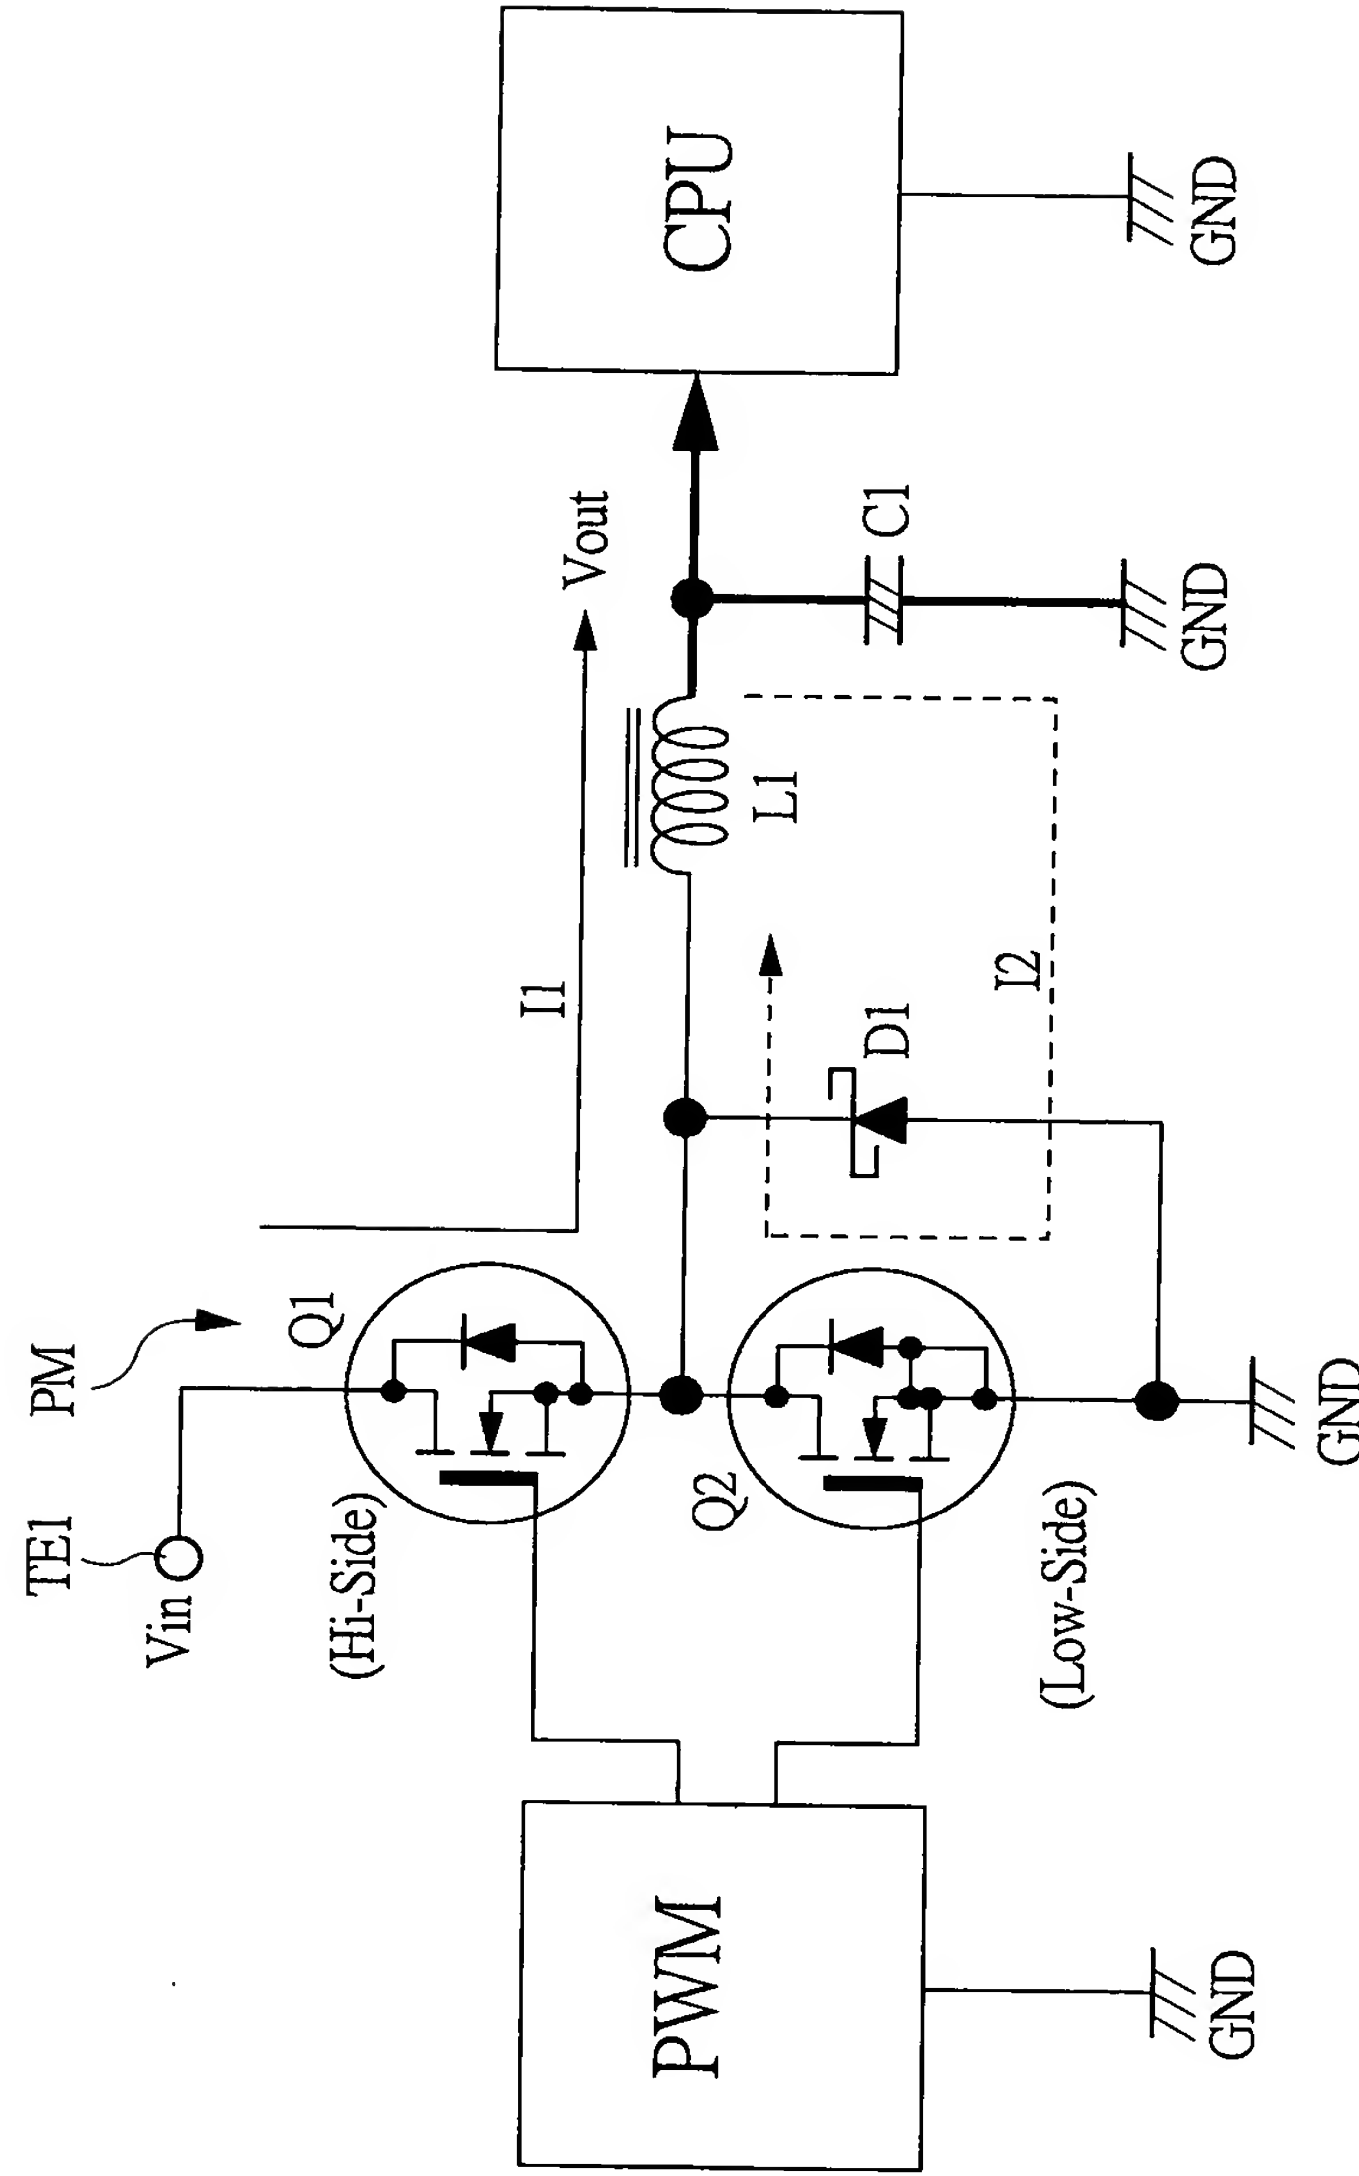 PM
TE1
Vin
Q1
(Hi-Side)
I1
Vout
PWM
Q2
(Low-Side)
D1
I2
L1
C1
CPU
GND
GND
GND
GND